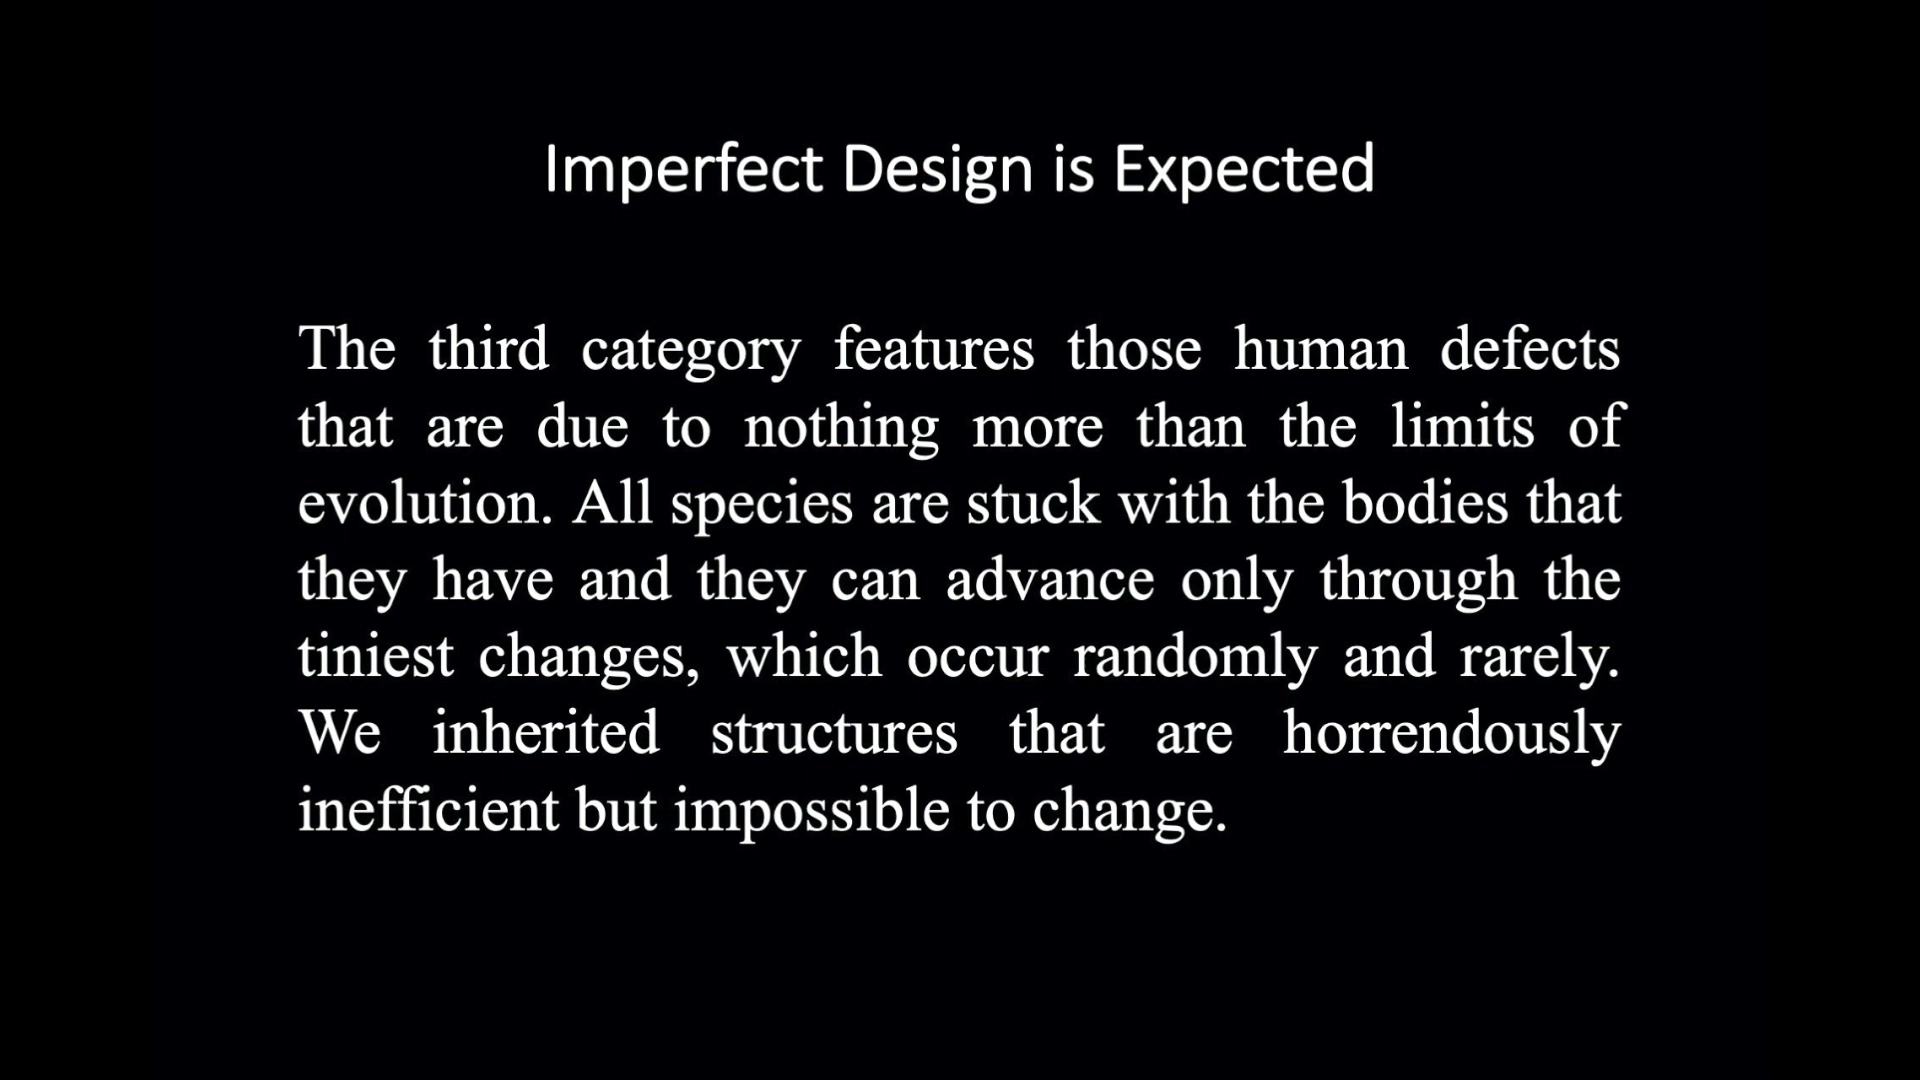 Imperfect Design is Expected
The third category features those human defects
that are due to nothing more than the limits of
evolution. All species are stuck with the bodies that
they have and they can advance only through the
tiniest changes, which occur randomly and rarely.
We inherited structures that are horrendously
inefficient but impossible to change.